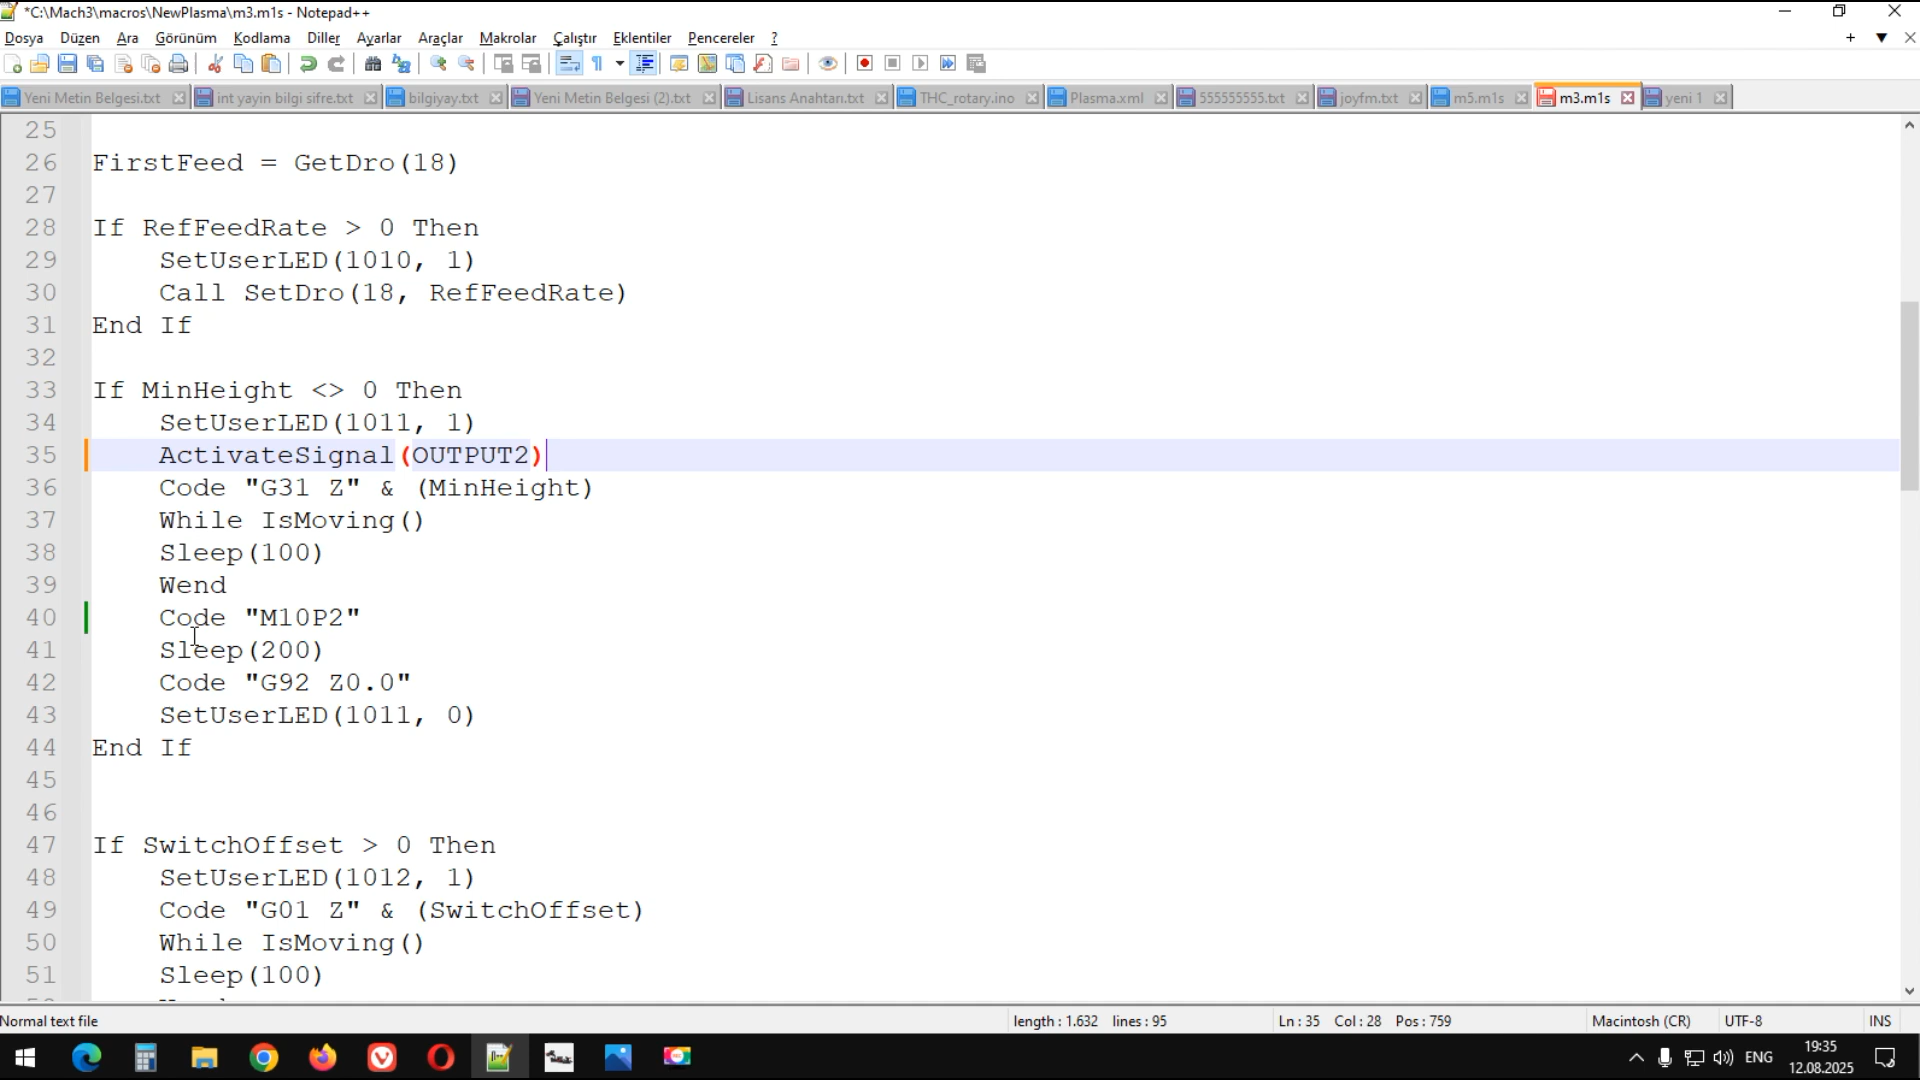 *C:\Mach3\macros\NewPlasma\m3.m1s - Notepad++
Dosya Düzen Ara Görünüm Kodlama Diller Ayarlar Araçlar Makrolar Çalıştır Eklentiler Pencereler ?
Yeni Metin Belgesi.txt int yayin bilgi sifre.txt bilgiyay.txt Yeni Metin Belgesi (2).txt Lisans Anahtarı.txt THC_rotary.ino Plasma.xml 555555555.txt joyfm.txt m5.m1s m3.m1s yeni 1
25
26 FirstFeed = GetDro(18)
27
28 If RefFeedRate > 0 Then
29 SetUserLED(1010, 1)
30 Call SetDro(18, RefFeedRate)
31 End If
32
33 If MinHeight <> 0 Then
34 SetUserLED(1011, 1)
35 ActivateSignal(OUTPUT2)
36 Code "G31 Z" & (MinHeight)
37 While IsMoving()
38 Sleep(100)
39 Wend
40 Code "M10P2"
41 Sleep(200)
42 Code "G92 Z0.0"
43 SetUserLED(1011, 0)
44 End If
45
46
47 If SwitchOffset > 0 Then
48 SetUserLED(1012, 1)
49 Code "G01 Z" & (SwitchOffset)
50 While IsMoving()
51 Sleep(100)
Normal text file length : 1.632 lines : 95 Ln : 35 Col : 28 Pos : 759 Macintosh (CR) UTF-8 INS
ENG 19:35
12.08.2025